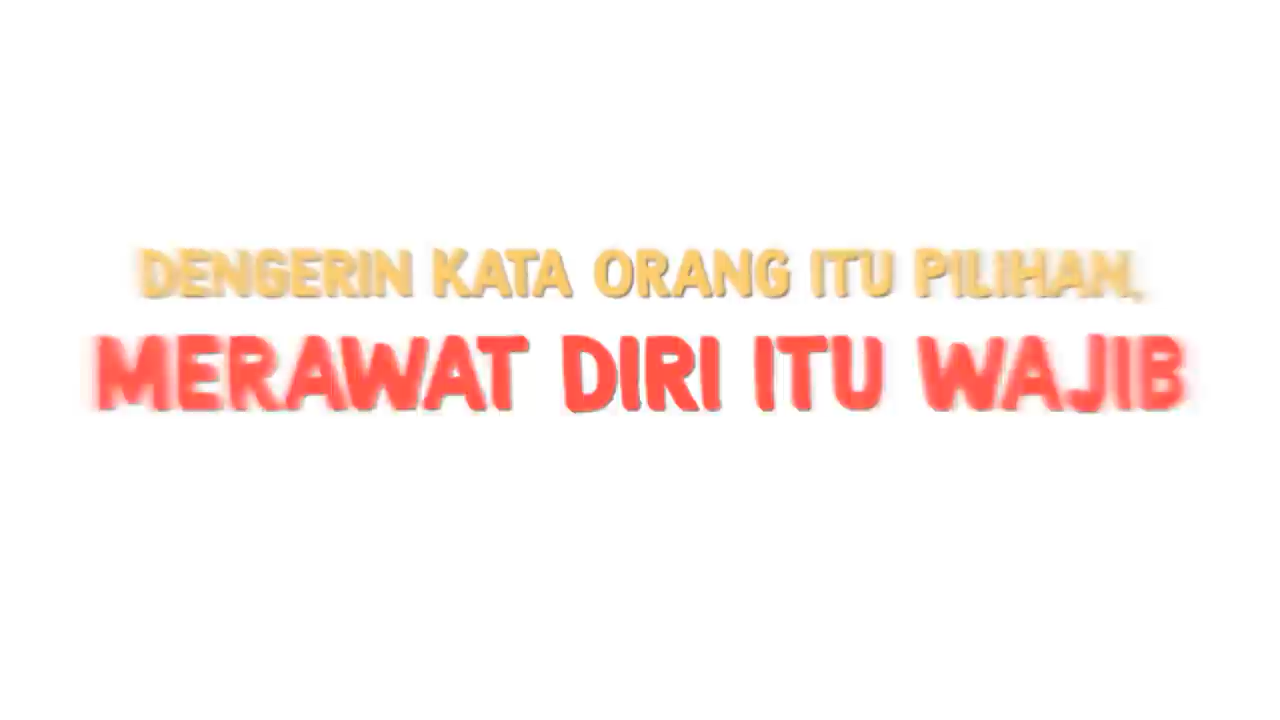 DENGERIN KATA ORANG ITU PILIHAN,
MERAWAT DIRI ITU WAJIB